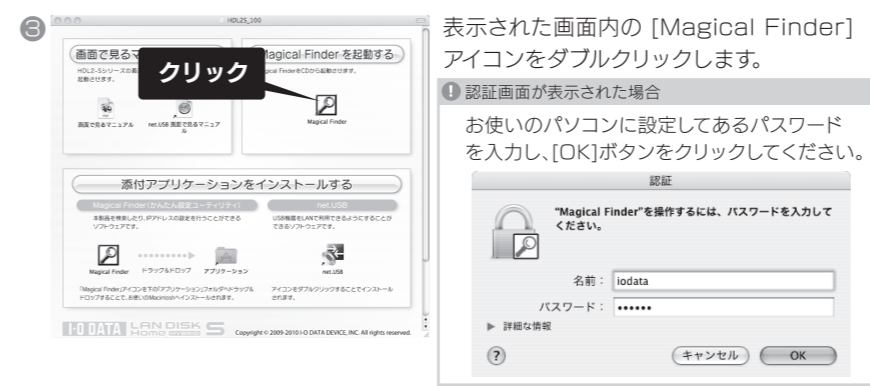 3
HDL2S_100
画面で見るマ
Magical Finder を起動する
HDL2-Sシリーズの
起動できます。
gical FinderをCDから起動できます。
クリック
画面で見るマニュアル
net.USB 画面で見るマニュア
ル
Magical Finder
添付アプリケーションをインストールする
Magical Finder(かんたん設定ユーティリティ)
net.USB
本製品を検索したり、IPアドレスの設定を行うことができる
ソフトウェアです。
USB機器をLANで利用できるようにすることが
できるソフトウェアです。
Magical Finder
ドラッグ&ドロップ
アプリケーション
net.USB
「Magical Finder」アイコンを下の「アプリケーション」フォルダへドラッグ&
ドロップすることで、お使いのMacintoshへインストールされます。
アイコンをダブルクリックすることでインストール
されます。
I-O DATA LAN DISK Home S
Copyright © 2009-2010 I-O DATA DEVICE, INC. All rights reserved.
表示された画面内の [Magical Finder]
アイコンをダブルクリックします。
! 認証画面が表示された場合
お使いのパソコンに設定してあるパスワード
を入力し、[OK]ボタンをクリックしてください。
認証
"Magical Finder"を操作するには、パスワードを入力して
ください。
名前： iodata
パスワード： ••••••
▶ 詳細な情報
?
キャンセル
OK